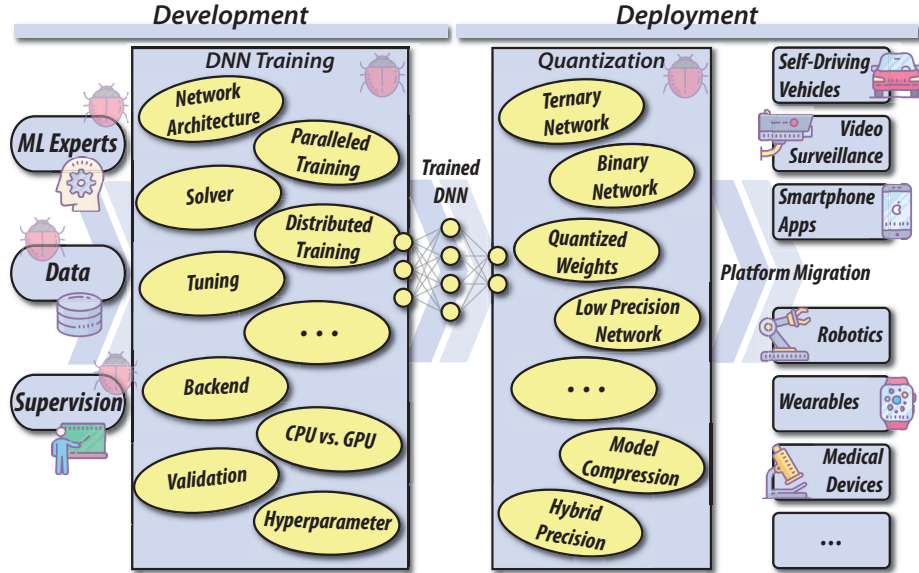 Development
Deployment
ML Experts
Data
Supervision
DNN Training
Network
Architecture
Paralleled
Training
Solver
Distributed
Training
Tuning
...
Backend
CPU vs. GPU
Validation
Hyperparameter
Trained
DNN
Quantization
Ternary
Network
Binary
Network
Quantized
Weights
Low Precision
Network
...
Model
Compression
Hybrid
Precision
Platform Migration
Self-Driving
Vehicles
Video
Surveillance
Smartphone
Apps
Robotics
Wearables
Medical
Devices
...